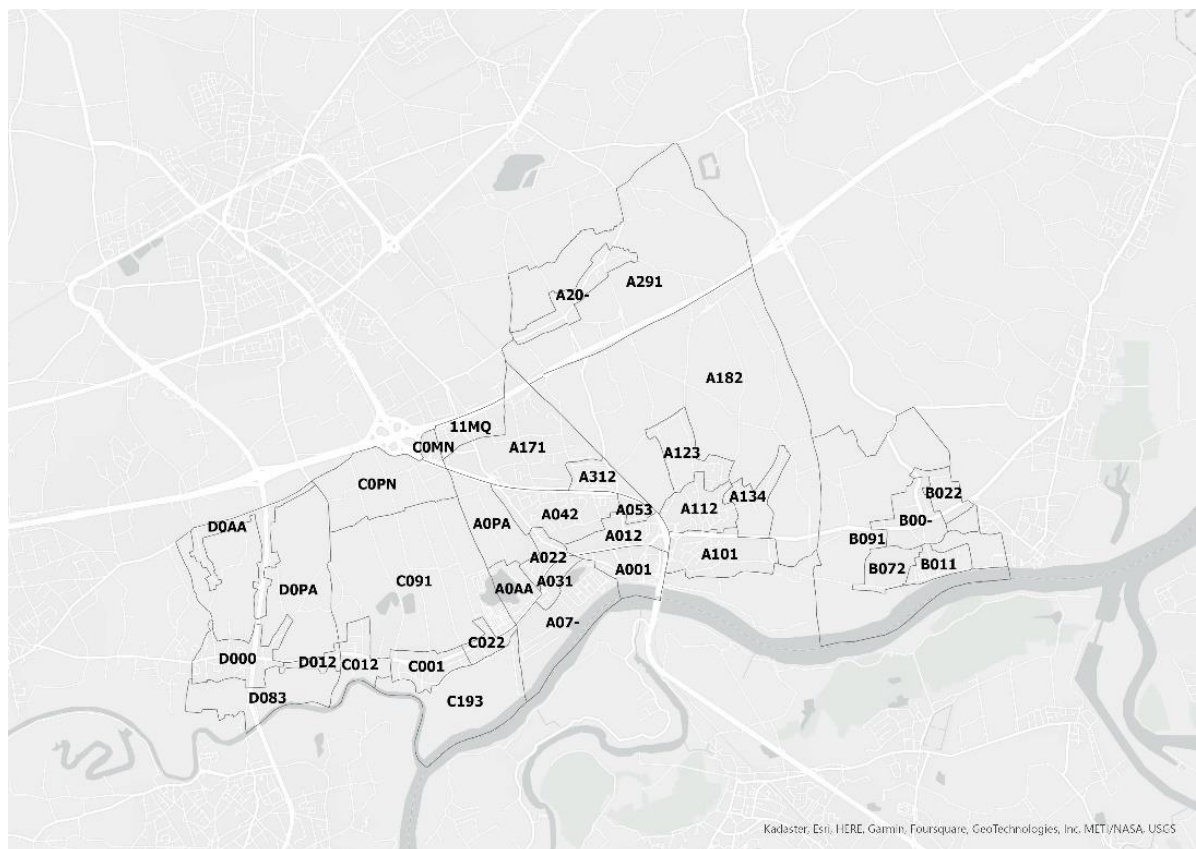 A291
A20-
A182
11MQ
C0MN
A171
A123
A312
C0PN
B022
A134
A0PA
A053
A112
A042
B00-
D0AA
A012
B091
A022
A101
A001
B072
B011
C091
A0AA
A031
D0PA
A07-
C022
D000
D012
C012
C001
D083
C193
Kadaster, Esri, HERE, Garmin, Foursquare, GeoTechnologies, Inc, METI/NASA, USGS